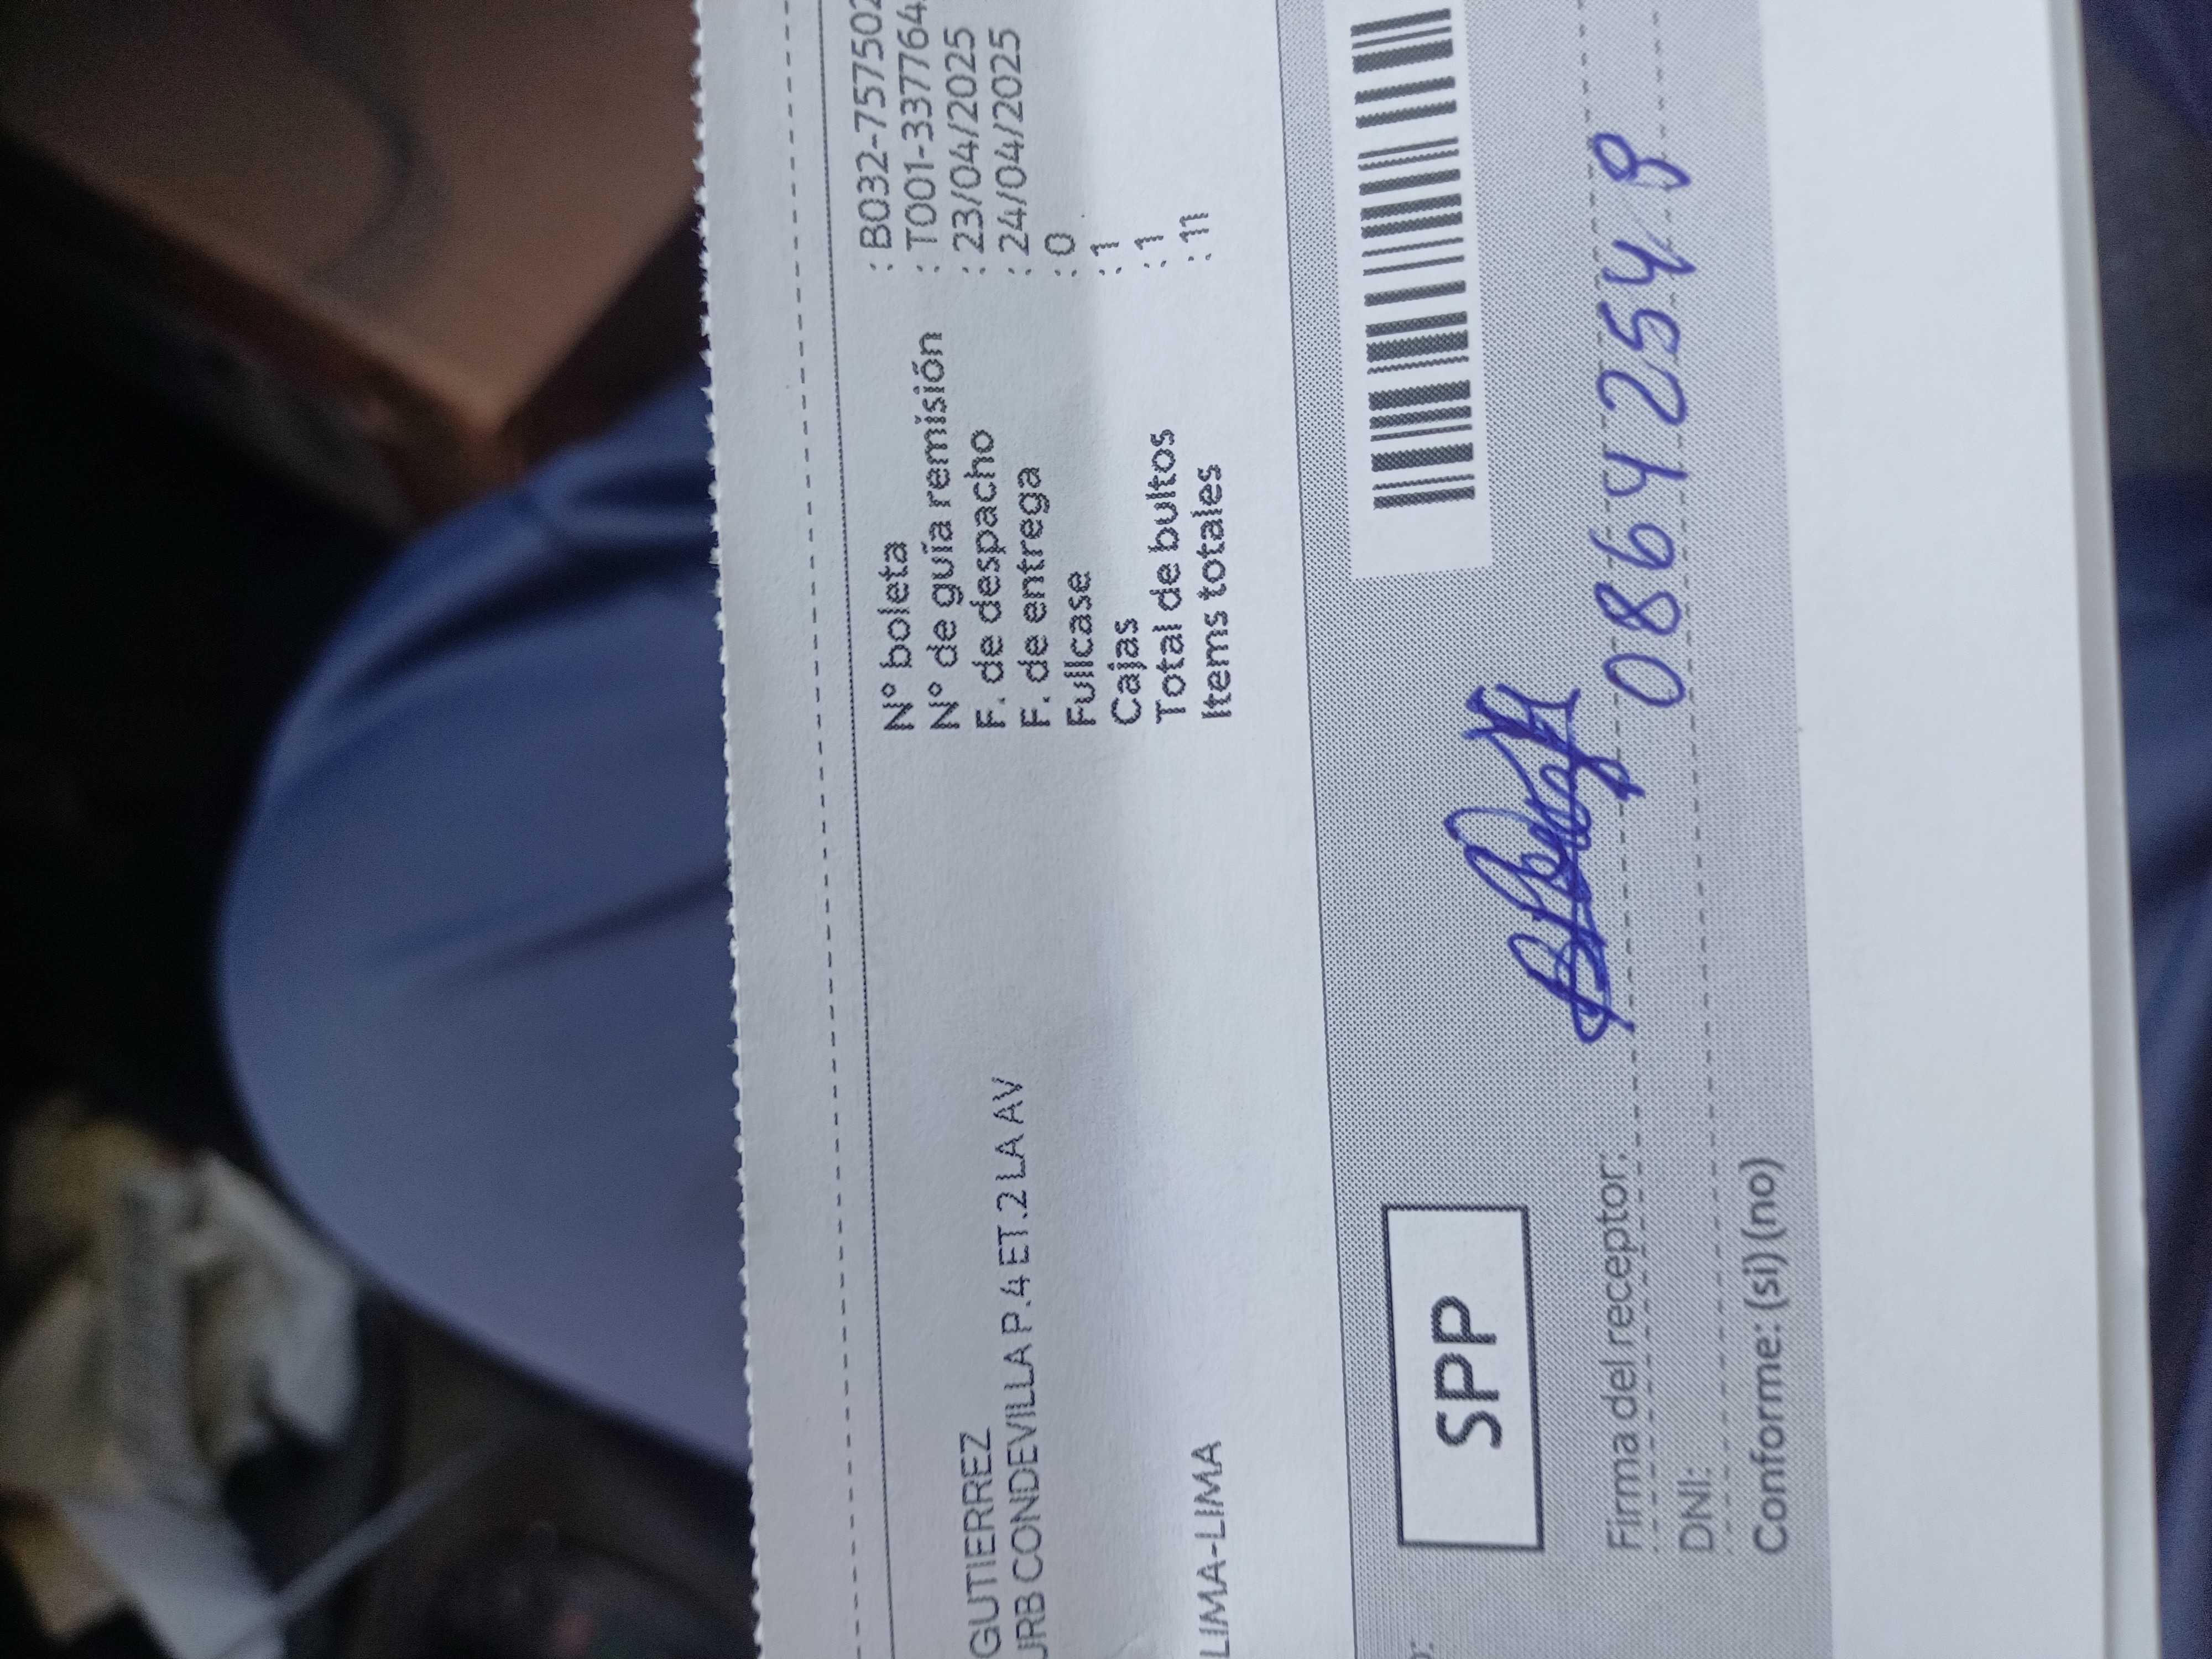 GUTIERREZ
URB CONDEVILLA P.4 ET.2 LA AV
LIMA-LIMA
N° boleta : B032-757502
N° de guía remisión : T001-337764
F. de despacho : 23/04/2025
F. de entrega : 24/04/2025
Fullcase : 0
Cajas : 1
Total de bultos : 1
Items totales : 11
SPP
Firma del receptor:
08642548
DNI:
Conforme: (si) (no)